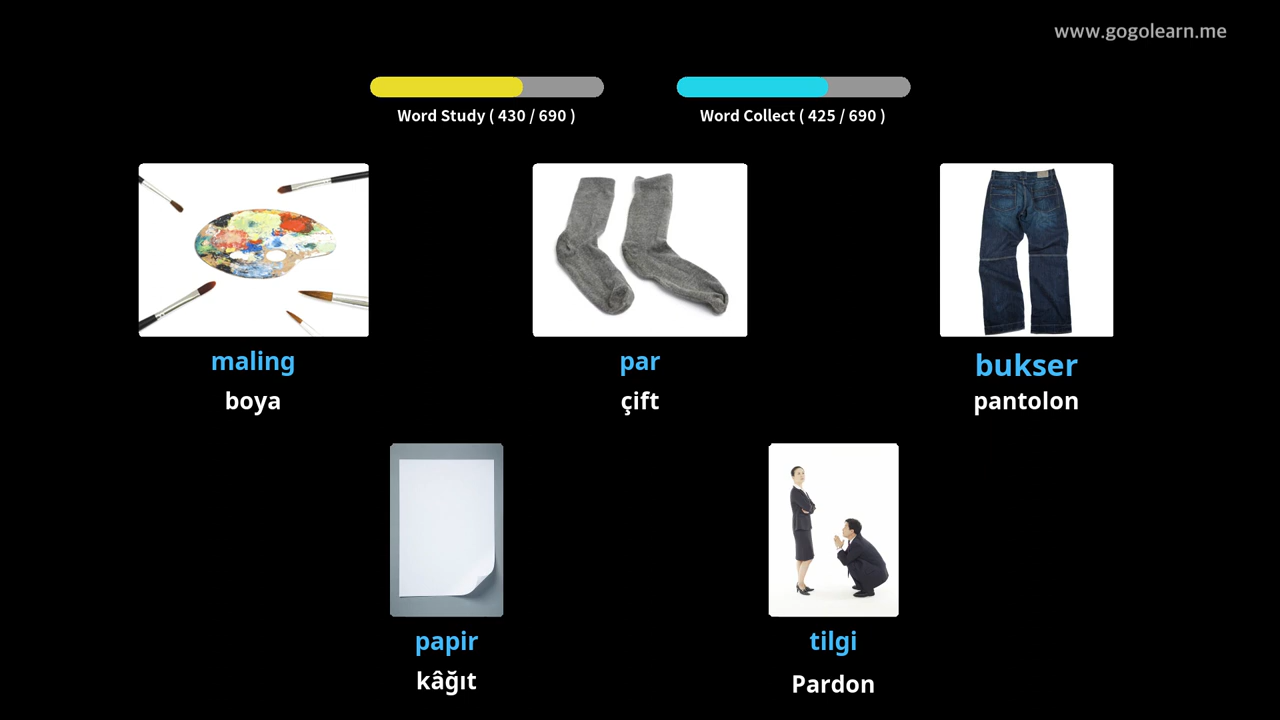 www.gogolearn.me
Word Study ( 430 / 690 )
Word Collect ( 425 / 690 )
maling
par
bukser
boya
çift
pantolon
papir
tilgi
kâğıt
Pardon